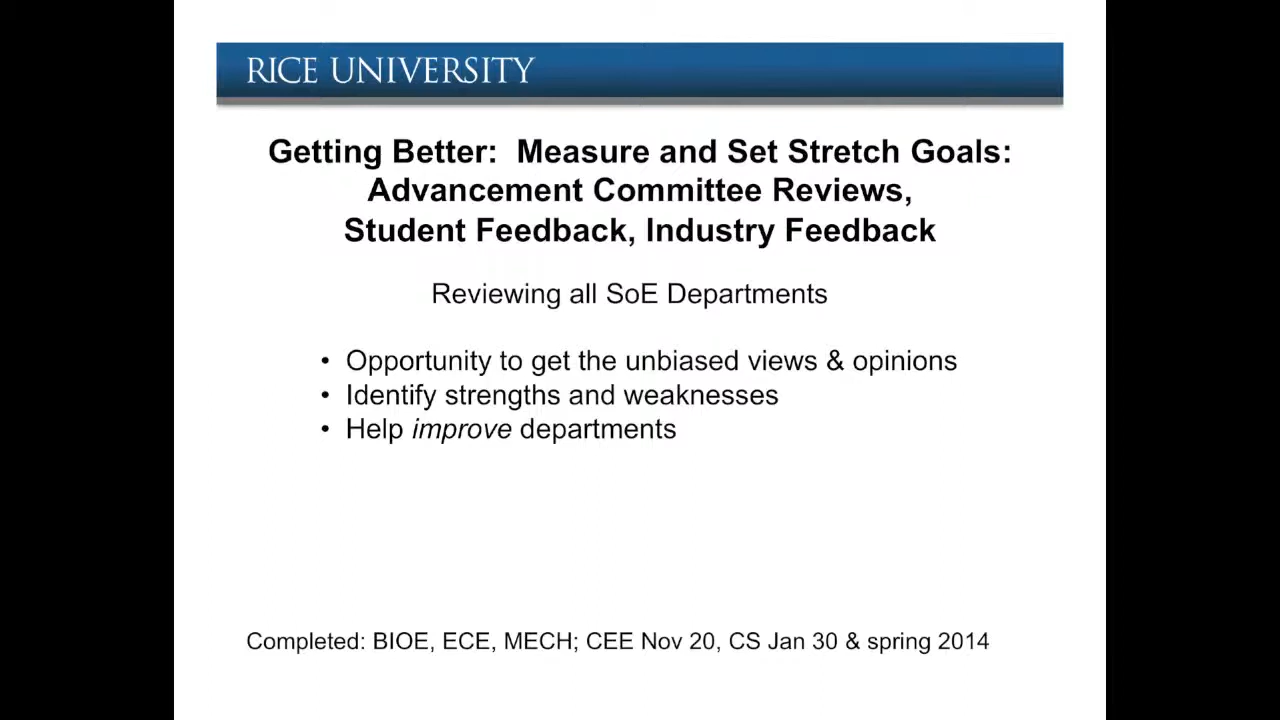 RICE UNIVERSITY
Getting Better:  Measure and Set Stretch Goals:
Advancement Committee Reviews,
Student Feedback, Industry Feedback
Reviewing all SoE Departments
• Opportunity to get the unbiased views & opinions
• Identify strengths and weaknesses
• Help improve departments
Completed: BIOE, ECE, MECH; CEE Nov 20, CS Jan 30 & spring 2014